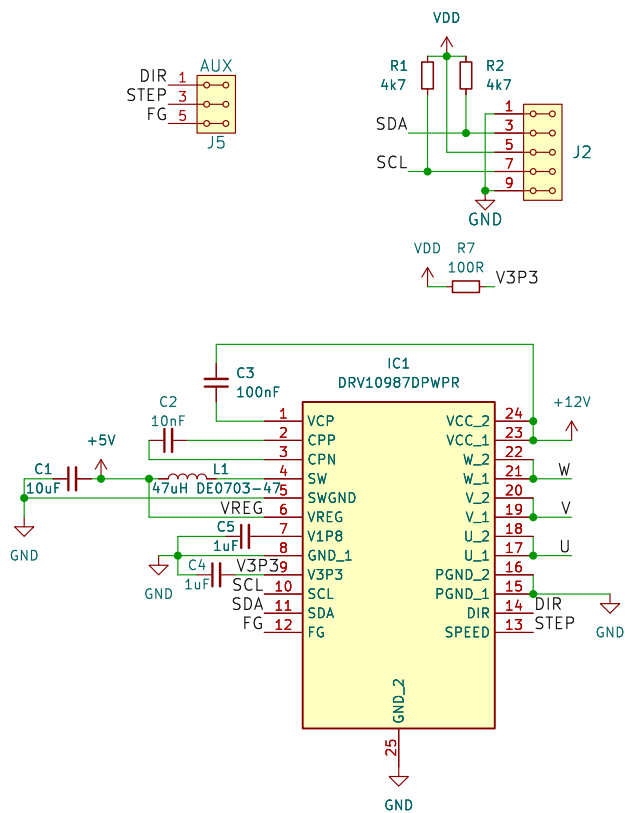 VDD
AUX
DIR 1
STEP 3
FG 5
J5
R1
4k7
R2
4k7
1
SDA 3
5
SCL 7
9
J2
GND
VDD R7
100R V3P3
IC1
DRV10987DPWPR
C3
100nF
C2
10nF
+12V
+5V
C1
10uF
L1
47uH DE0703-47
1 VCP
2 CPP
3 CPN
4 SW
5 SWGND
VREG 6 VREG
C5
1uF
7 V1P8
8 GND_1
C4
1uF
V3P3 9 V3P3
SCL 10 SCL
SDA 11 SDA
FG 12 FG
VCC_2 24
VCC_1 23
W_2 22
W_1 21 W
V_2 20
V_1 19 V
U_2 18
U_1 17 U
PGND_2 16
PGND_1 15
DIR 14 DIR
SPEED 13 STEP
GND
GND
GND
GND_2
25
GND